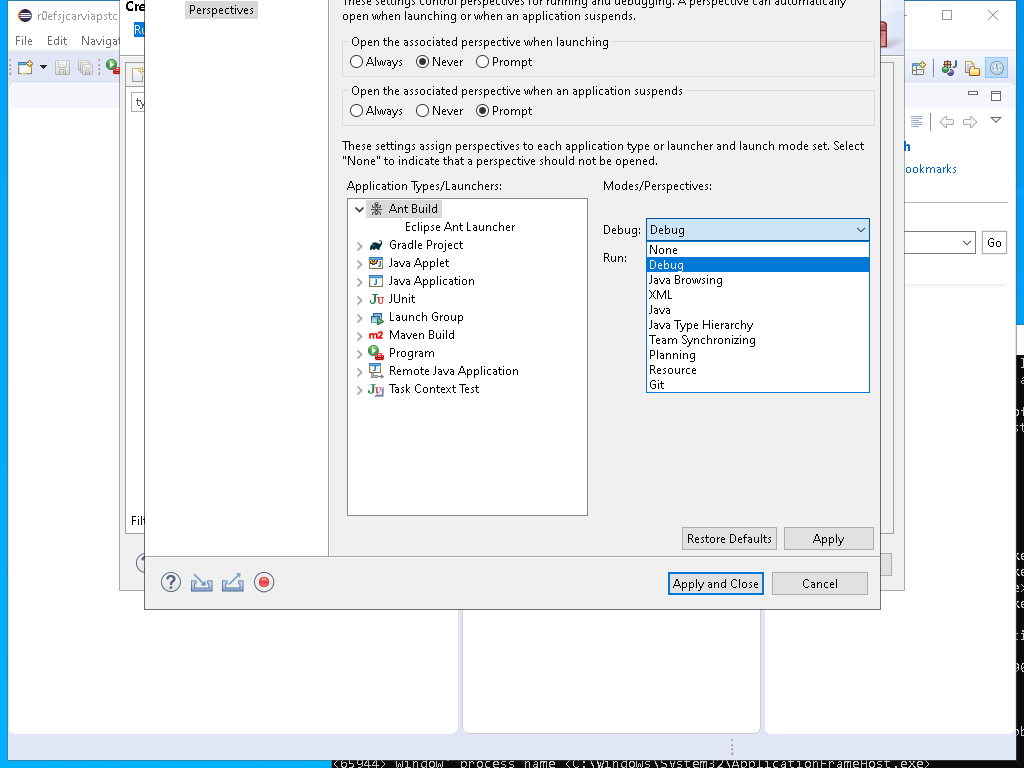 r0efsjcarviapstc
Cre
Perspectives
These settings control perspectives for running and debugging. A perspective can automatically
open when launching or when an application suspends.
File Edit Navigat
Ru
Open the associated perspective when launching
Always Never Prompt
Open the associated perspective when an application suspends
Always Never Prompt
ty
These settings assign perspectives to each application type or launcher and launch mode set. Select
"None" to indicate that a perspective should not be opened.
h
ookmarks
Application Types/Launchers:
Modes/Perspectives:
Ant Build
Eclipse Ant Launcher
Gradle Project
Java Applet
Java Application
JUnit
Launch Group
Maven Build
Program
Remote Java Application
Task Context Test
Debug: Debug
Run:
None
Debug
Java Browsing
XML
Java
Java Type Hierarchy
Team Synchronizing
Planning
Resource
Git
Go
Filt
Restore Defaults Apply
Apply and Close Cancel
<65944> Window process name <C:\Windows\System32\ApplicationFrameHost.exe>